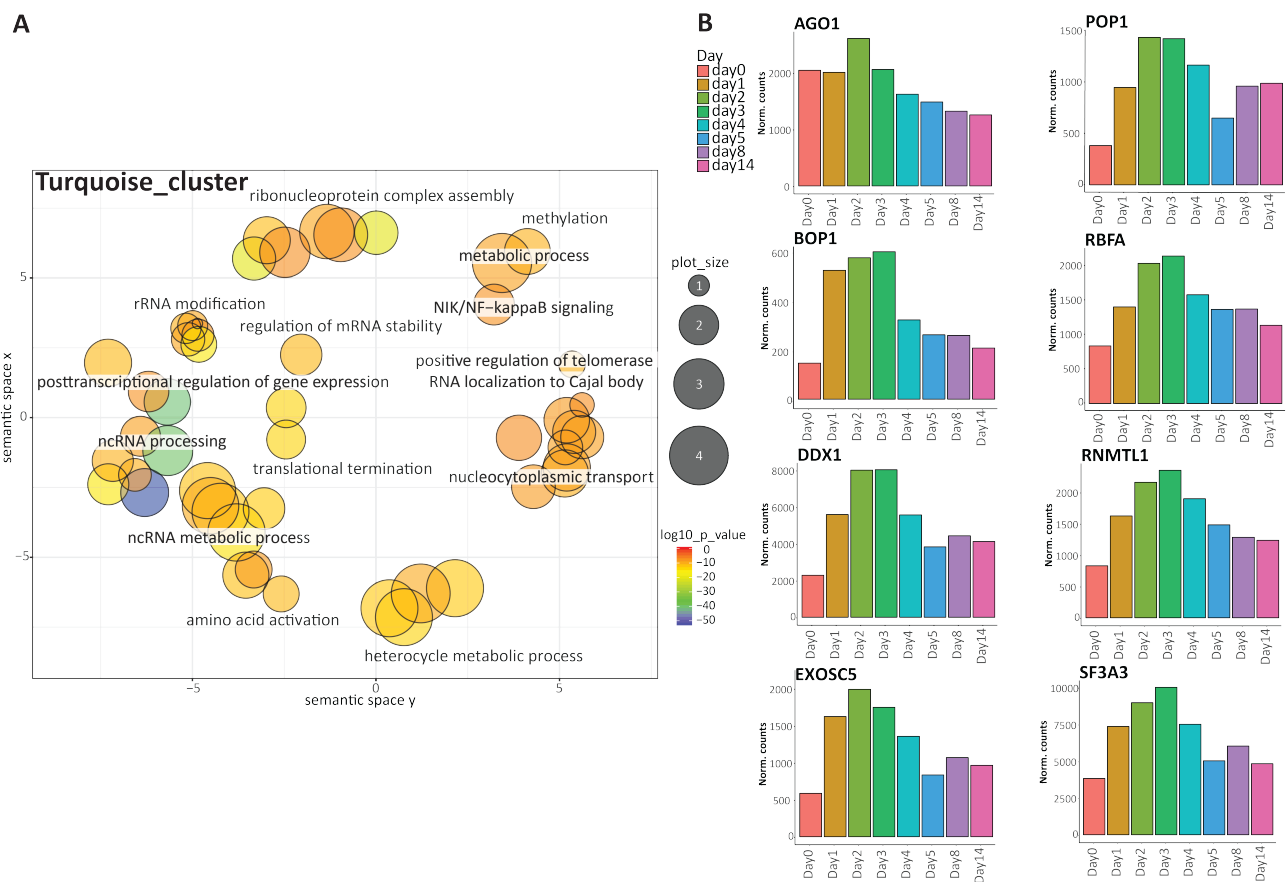 A
Turquoise_cluster
ribonucleoprotein complex assembly
methylation
metabolic process
NIK/NF−kappaB signaling
rRNA modification
regulation of mRNA stability
positive regulation of telomerase
RNA localization to Cajal body
posttranscriptional regulation of gene expression
ncRNA processing
translational termination
nucleocytoplasmic transport
ncRNA metabolic process
amino acid activation
heterocycle metabolic process
5
0
−5
semantic space x
−5
0
5
semantic space y
plot_size
1
2
3
4
log10_p_value
0
−10
−20
−30
−40
−50
B
Day
day0
day1
day2
day3
day4
day5
day8
day14
AGO1
Norm. counts
2000
1000
0
Day0
Day1
Day2
Day3
Day4
Day5
Day8
Day14
POP1
Norm. counts
1500
1000
500
0
Day0
Day1
Day2
Day3
Day4
Day5
Day8
Day14
BOP1
Norm. counts
600
400
200
0
Day0
Day1
Day2
Day3
Day4
Day5
Day8
Day14
RBFA
Norm. counts
2000
1500
1000
500
0
Day0
Day1
Day2
Day3
Day4
Day5
Day8
Day14
DDX1
Norm. counts
8000
6000
4000
2000
0
Day0
Day1
Day2
Day3
Day4
Day5
Day8
Day14
RNMTL1
Norm. counts
2000
1500
1000
500
0
Day0
Day1
Day2
Day3
Day4
Day5
Day8
Day14
EXOSC5
Norm. counts
2000
1500
1000
500
0
Day0
Day1
Day2
Day3
Day4
Day5
Day8
Day14
SF3A3
Norm. counts
10000
7500
5000
2500
0
Day0
Day1
Day2
Day3
Day4
Day5
Day8
Day14